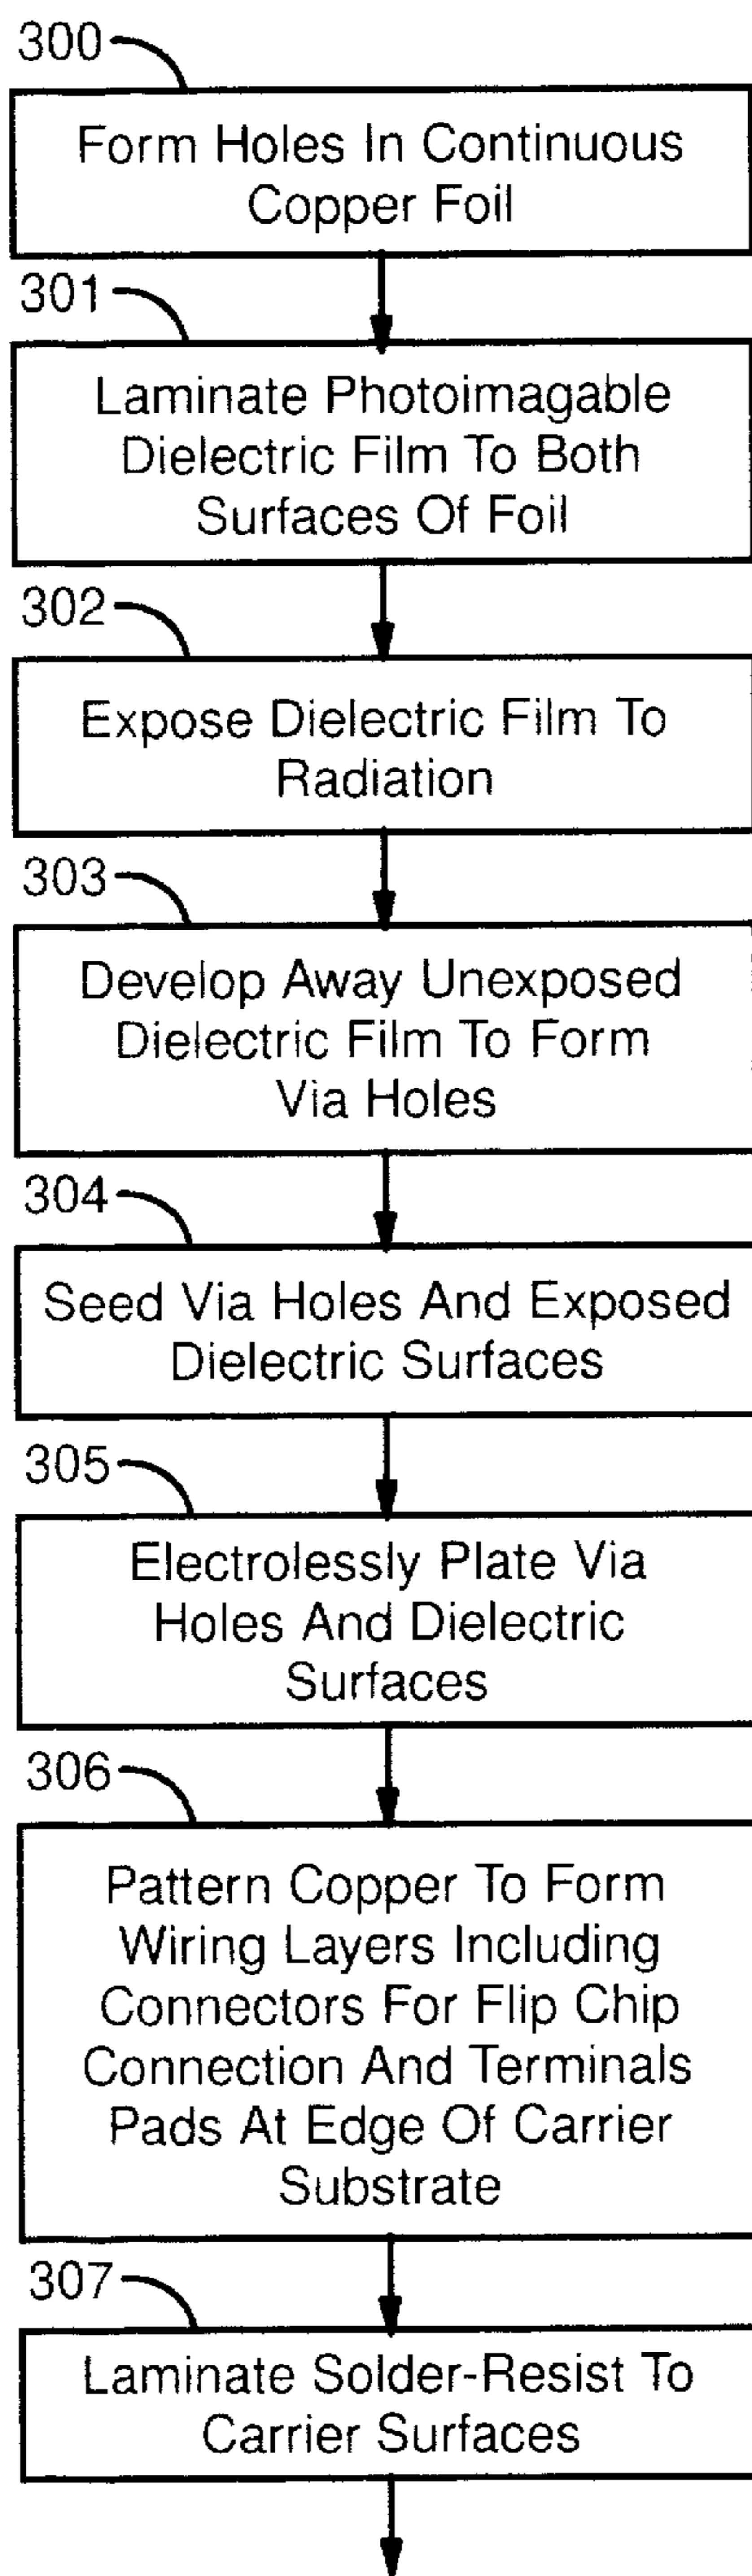 300
Form Holes In Continuous
Copper Foil
301
Laminate Photoimagable
Dielectric Film To Both
Surfaces Of Foil
302
Expose Dielectric Film To
Radiation
303
Develop Away Unexposed
Dielectric Film To Form
Via Holes
304
Seed Via Holes And Exposed
Dielectric Surfaces
305
Electrolessly Plate Via
Holes And Dielectric
Surfaces
306
Pattern Copper To Form
Wiring Layers Including
Connectors For Flip Chip
Connection And Terminals
Pads At Edge Of Carrier
Substrate
307
Laminate Solder-Resist To
Carrier Surfaces